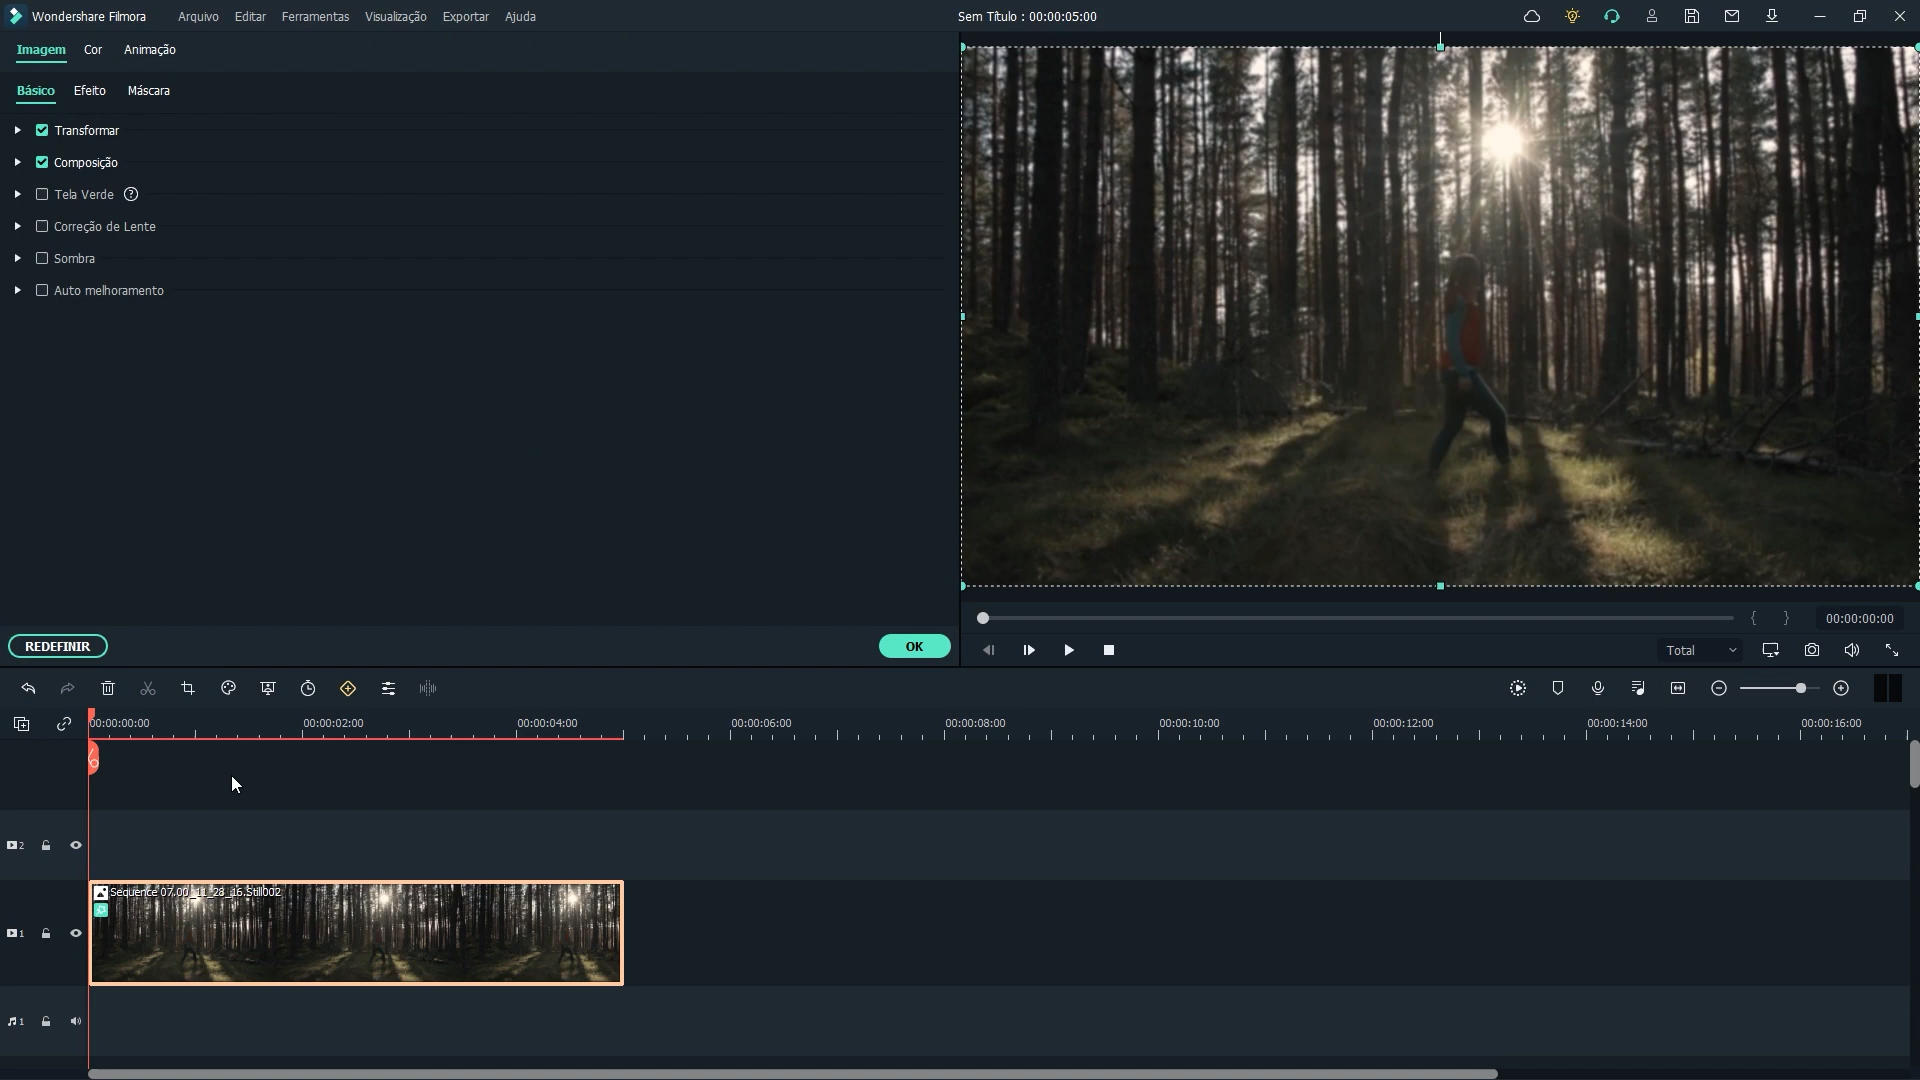 Wondershare Filmora Arquivo Editar Ferramentas Visualização Exportar Ajuda Sem Título : 00:00:05:00
Imagem Cor Animação
Básico Efeito Máscara
Transformar
Composição
Tela Verde ?
Correção de Lente
Sombra
Auto melhoramento
{ } 00:00:00:00
REDEFINIR OK
Total
00:00:00:00 00:00:02:00 00:00:04:00 00:00:06:00 00:00:08:00 00:00:10:00 00:00:12:00 00:00:14:00 00:00:16:00
2
Sequence 07.00_11_28_16.Still002
1
1